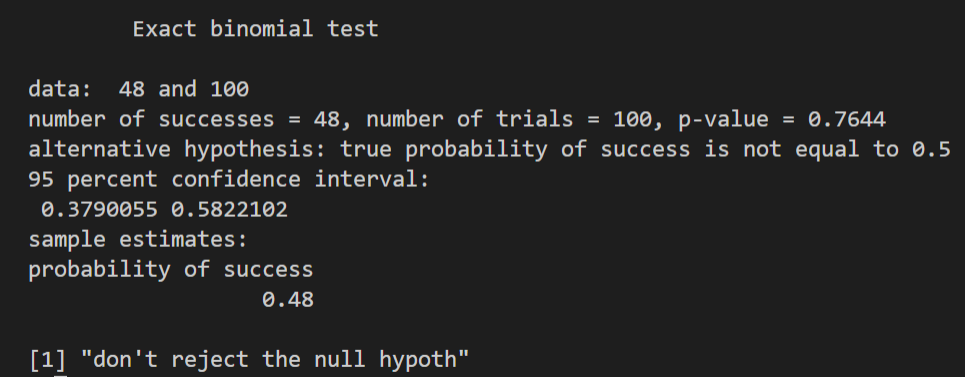 Exact binomial test
data: 48 and 100
number of successes = 48, number of trials = 100, p-value = 0.7644
alternative hypothesis: true probability of success is not equal to 0.5
95 percent confidence interval:
0.3790055 0.5822102
sample estimates:
probability of success
0.48
[1] "don't reject the null hypoth"